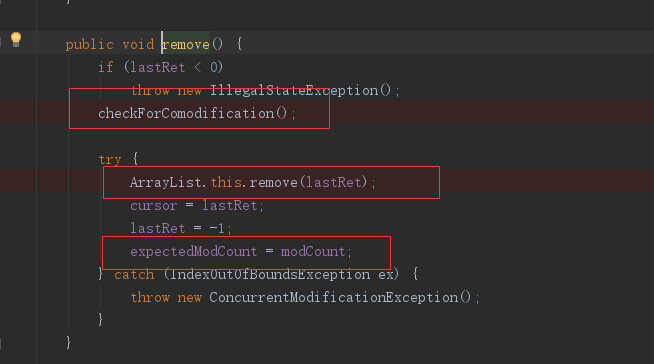 }
public void remove() {
if (lastRet < 0)
throw new IllegalStateException();
checkForComodification();
try {
ArrayList.this.remove(lastRet);
cursor = lastRet;
lastRet = -1;
expectedModCount = modCount;
} catch (IndexOutOfBoundsException ex) {
throw new ConcurrentModificationException();
}
}